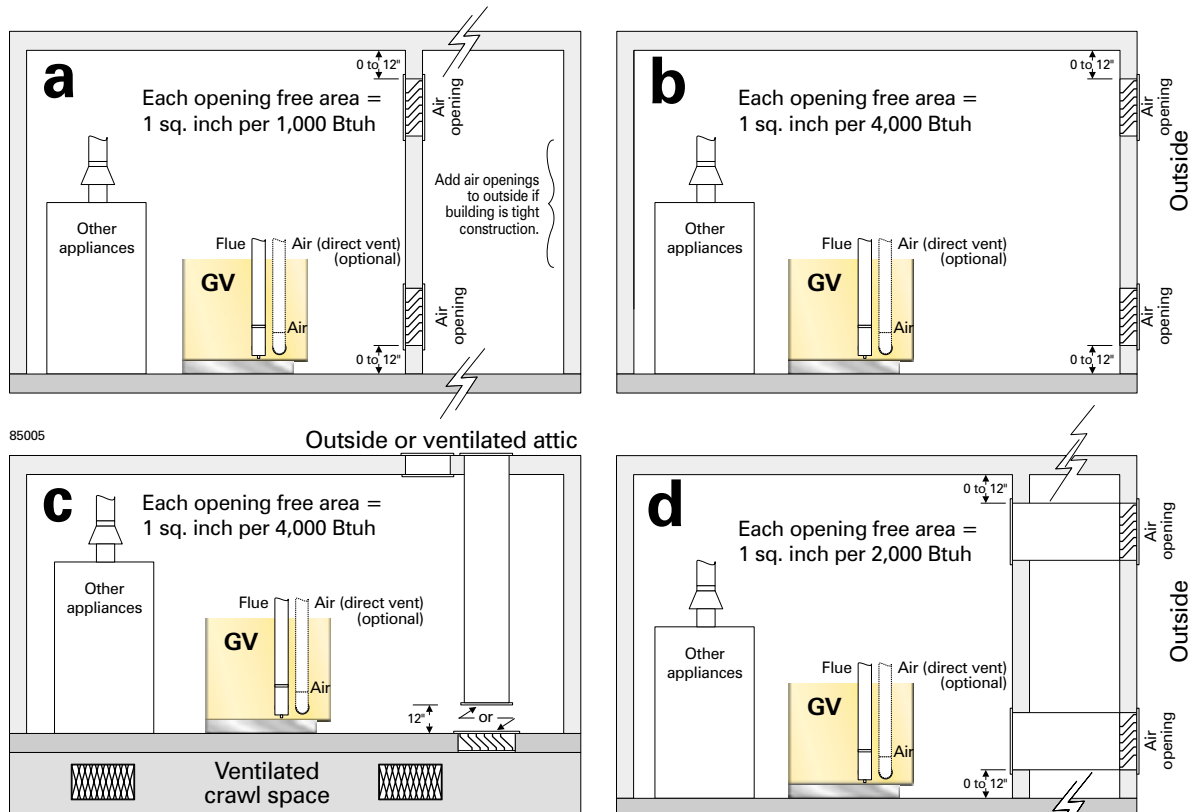 a
Each opening free area =
1 sq. inch per 1,000 Btuh
0 to 12"
Air
opening
Add air openings
to outside if
building is tight
construction.
Other
appliances
Flue
Air (direct vent)
(optional)
GV
Air
Air
opening
0 to 12"
b
Each opening free area =
1 sq. inch per 4,000 Btuh
0 to 12"
Air
opening
Outside
Other
appliances
Flue
Air (direct vent)
(optional)
GV
Air
Air
opening
0 to 12"
85005
Outside or ventilated attic
c
Each opening free area =
1 sq. inch per 4,000 Btuh
Other
appliances
Flue
Air (direct vent)
(optional)
GV
Air
12"
or
Ventilated
crawl space
d
Each opening free area =
1 sq. inch per 2,000 Btuh
0 to 12"
Air
opening
Outside
Other
appliances
Flue
Air (direct vent)
(optional)
GV
Air
Air
opening
0 to 12"